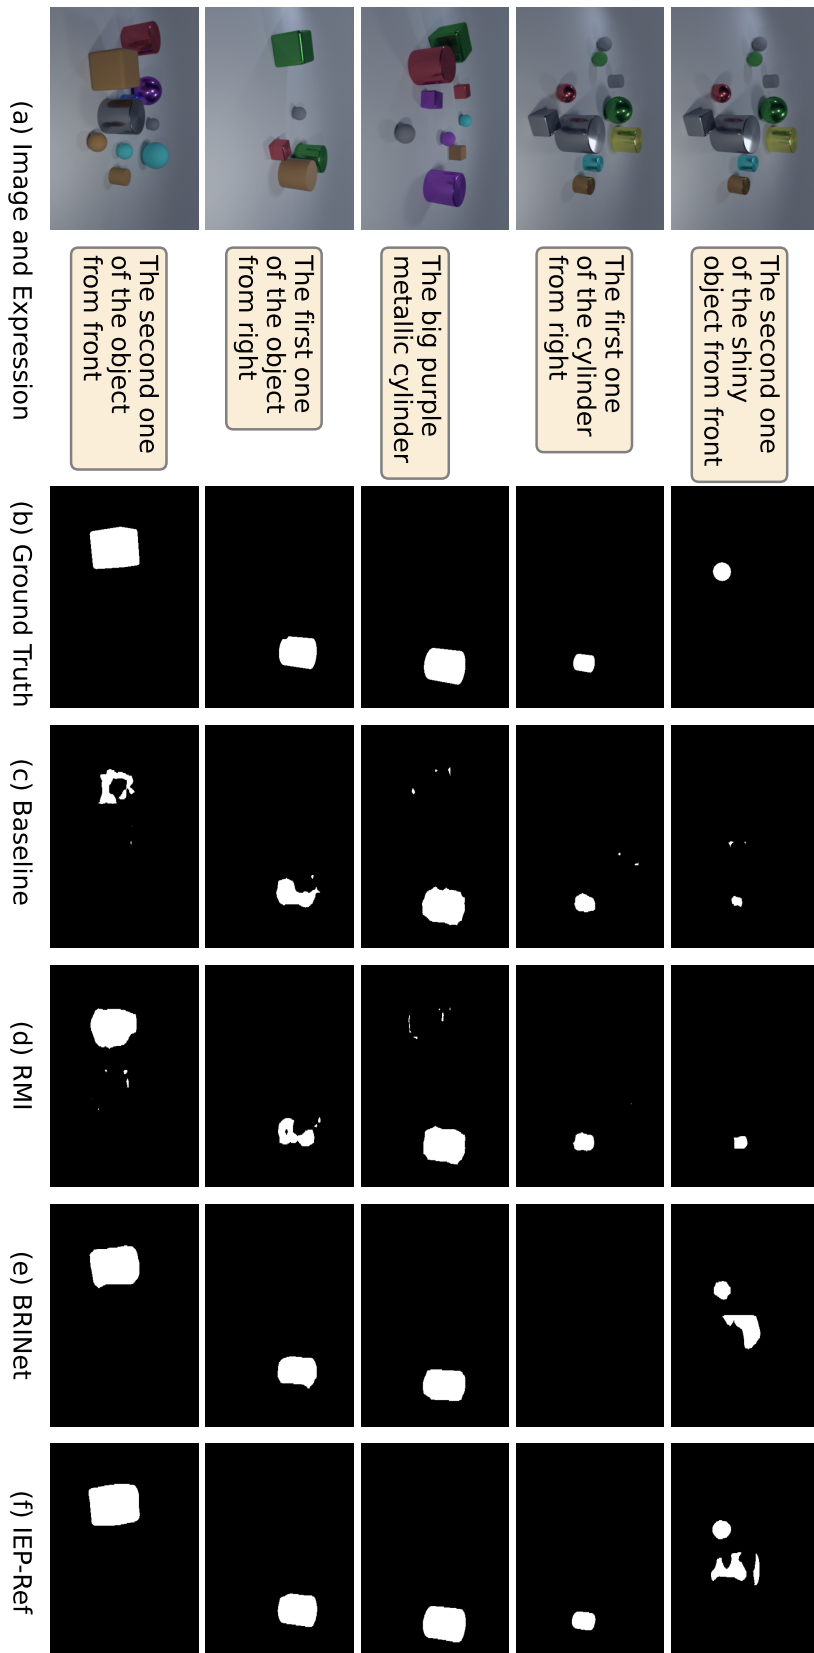 The second one
of the shiny
object from front
The first one
of the cylinder
from right
The big purple
metallic cylinder
The first one
of the object
from right
The second one
of the object
from front
(a) Image and Expression
(b) Ground Truth
(c) Baseline
(d) RMI
(e) BRINet
(f) IEP-Ref